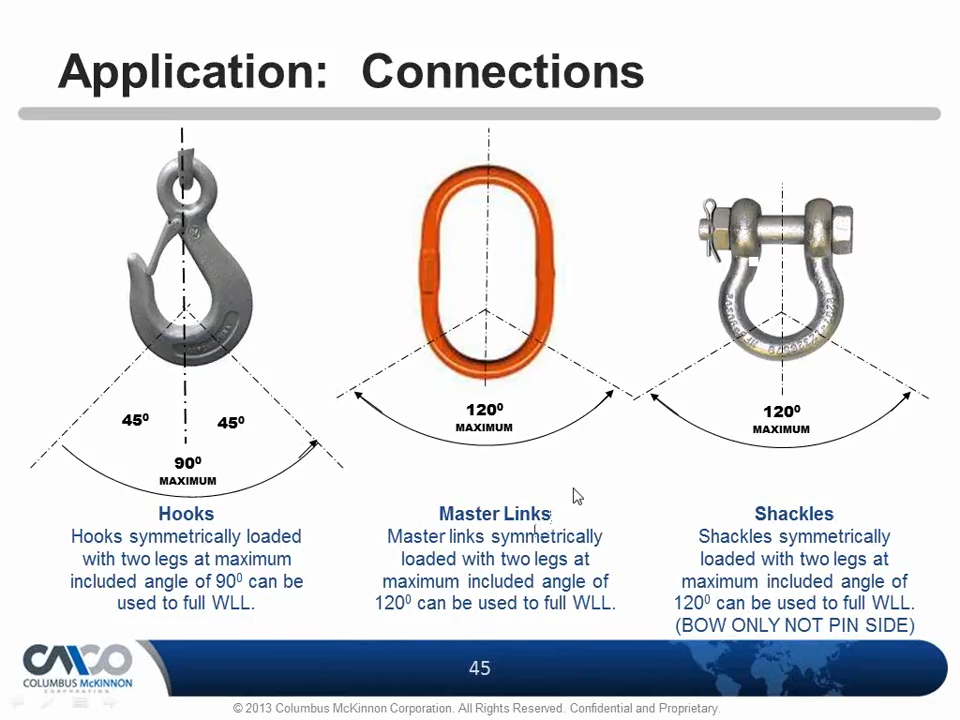 Application: Connections
45⁰ 45⁰
90⁰
MAXIMUM
120⁰
MAXIMUM
120⁰
MAXIMUM
Hooks
Hooks symmetrically loaded
with two legs at maximum
included angle of 90⁰ can be
used to full WLL.
Master Links
Master links symmetrically
loaded with two legs at
maximum included angle of
120⁰ can be used to full WLL.
Shackles
Shackles symmetrically
loaded with two legs at
maximum included angle of
120⁰ can be used to full WLL.
(BOW ONLY NOT PIN SIDE)
CMCO
COLUMBUS McKINNON
CORPORATION
45
© 2013 Columbus McKinnon Corporation. All Rights Reserved. Confidential and Proprietary.